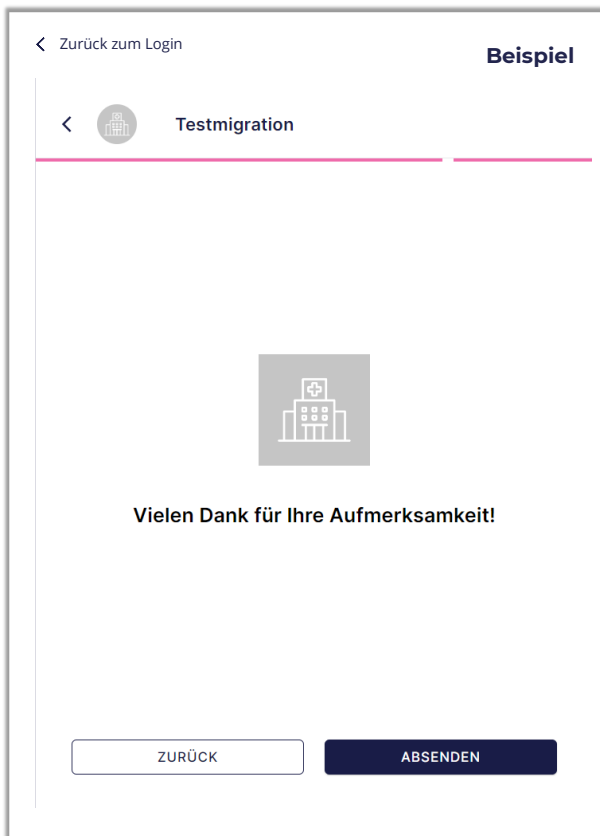 Zurück zum Login
Beispiel
Testmigration
Vielen Dank für Ihre Aufmerksamkeit!
ZURÜCK
ABSENDEN